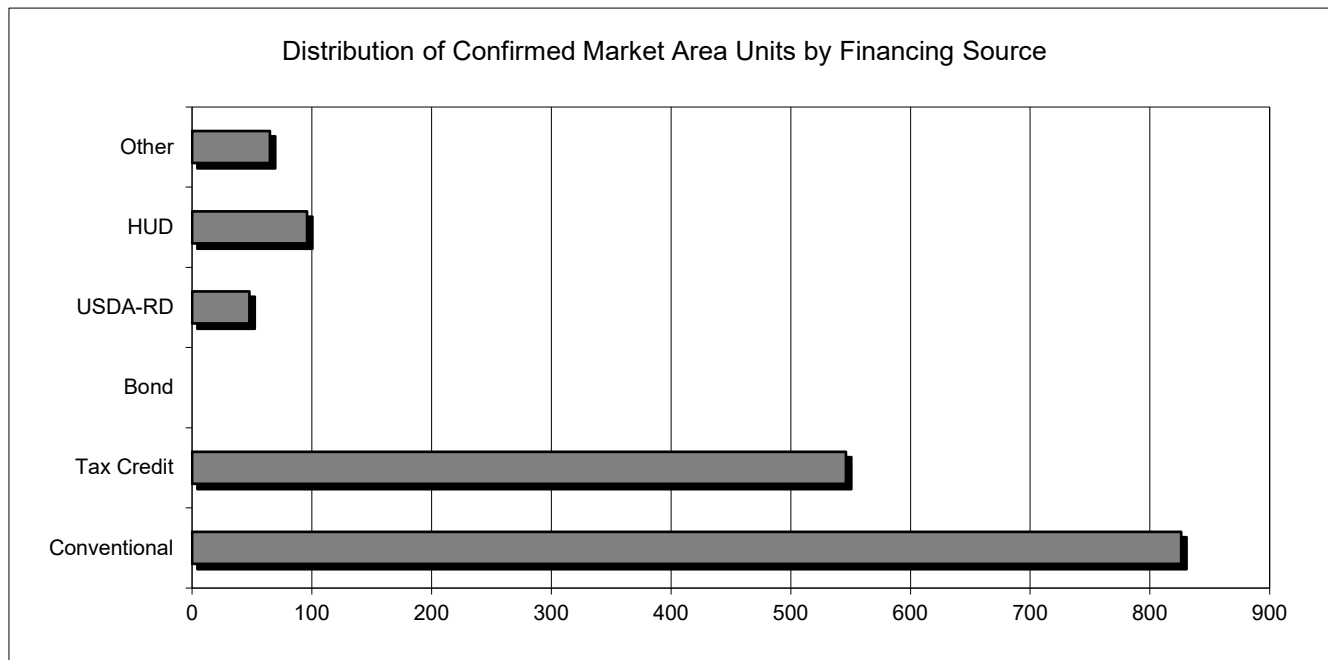 Distribution of Confirmed Market Area Units by Financing Source
Other
HUD
USDA-RD
Bond
Tax Credit
Conventional
0 100 200 300 400 500 600 700 800 900